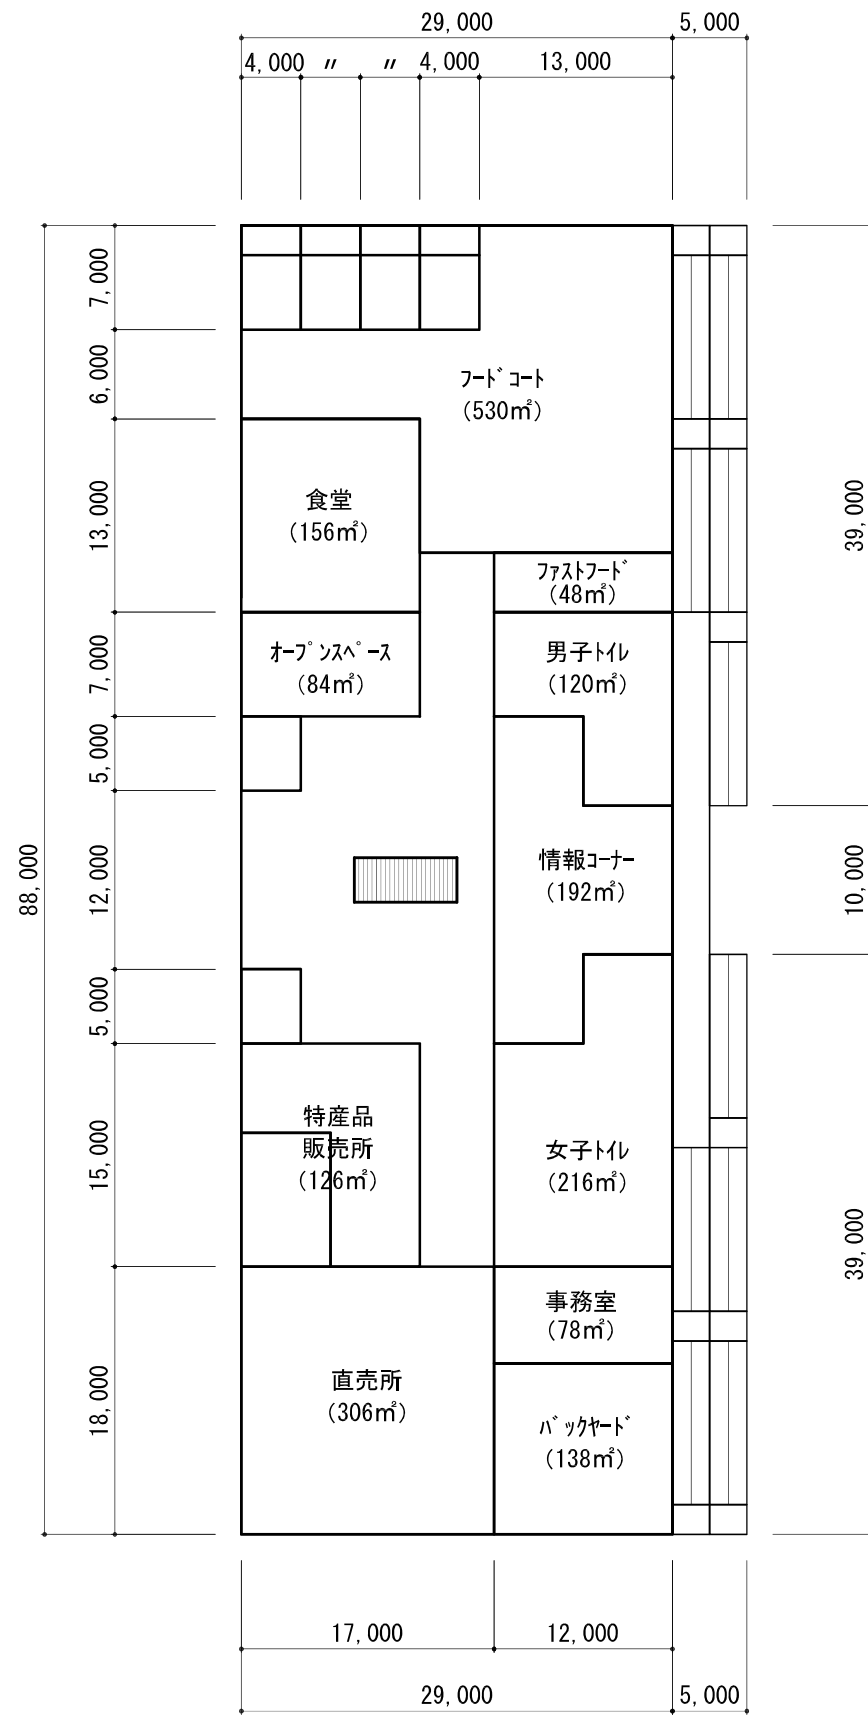 29,000
5,000
4,000
〃
〃
4,000
13,000
7,000
6,000
13,000
7,000
5,000
12,000
5,000
15,000
18,000
88,000
ﾌｰﾄﾞｺｰﾄ
(530㎡)
食堂
(156㎡)
ﾌｧｽﾄﾌｰﾄﾞ
(48㎡)
ｵｰﾌﾟﾝｽﾍﾟｰｽ
(84㎡)
男子ﾄｲﾚ
(120㎡)
情報ｺｰﾅｰ
(192㎡)
特産品
販売所
(126㎡)
女子ﾄｲﾚ
(216㎡)
事務室
(78㎡)
直売所
(306㎡)
ﾊﾞｯｸﾔｰﾄﾞ
(138㎡)
39,000
10,000
39,000
17,000
12,000
29,000
5,000